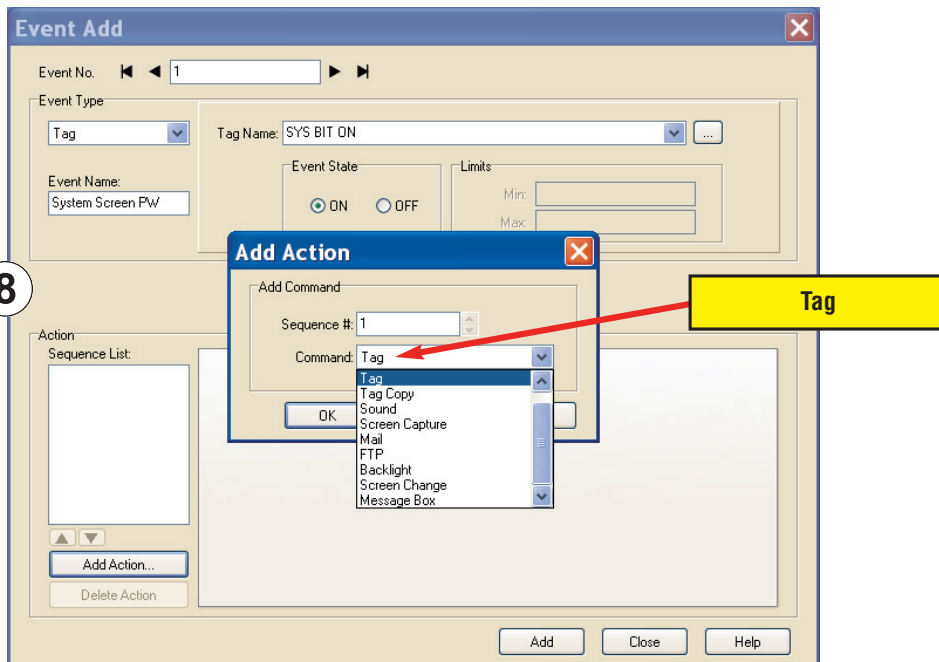 Event Add
Event No. 1
Event Type
Tag
Tag Name: SYS BIT ON ...
Event State
Limits
Event Name:
System Screen PW
ON OFF
Min:
Max:
8
Add Action
Add Command
Sequence #: 1
Command: Tag
Tag
Tag Copy
Sound
Screen Capture
Mail
FTP
Backlight
Screen Change
Message Box
OK
Tag
Action
Sequence List:
Add Action...
Delete Action
Add Close Help